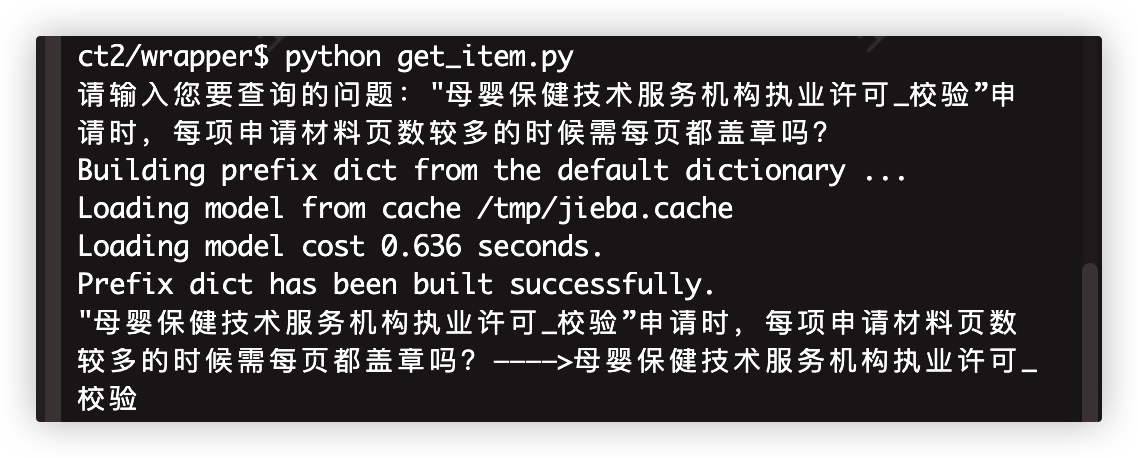 ct2/wrapper$ python get_item.py
请输入您要查询的问题："母婴保健技术服务机构执业许可_校验”申
请时，每项申请材料页数较多的时候需每页都盖章吗？
Building prefix dict from the default dictionary ...
Loading model from cache /tmp/jieba.cache
Loading model cost 0.636 seconds.
Prefix dict has been built successfully.
"母婴保健技术服务机构执业许可_校验”申请时，每项申请材料页数
较多的时候需每页都盖章吗？————>母婴保健技术服务机构执业许可_
校验